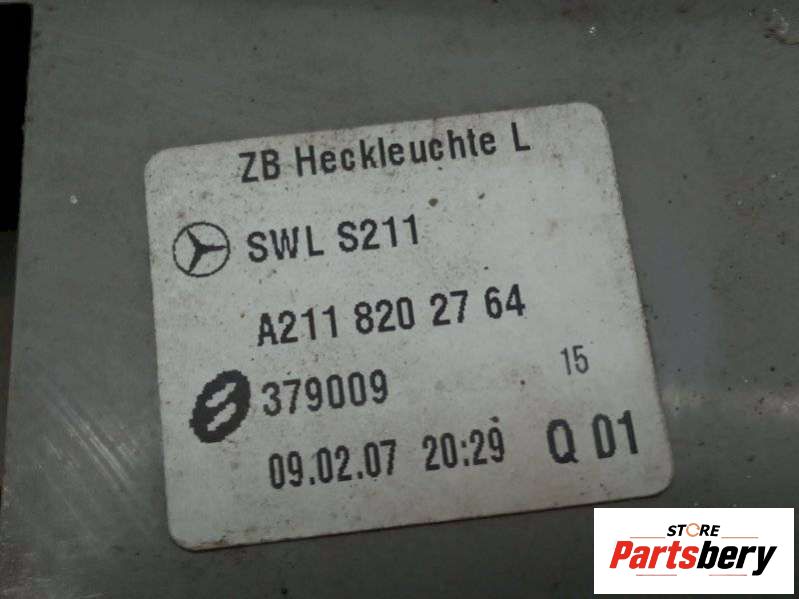 ZB Heckleuchte L
SWL S211
A211 820 27 64
379009 15
09.02.07 20:29 Q 01
STORE
Partsbery